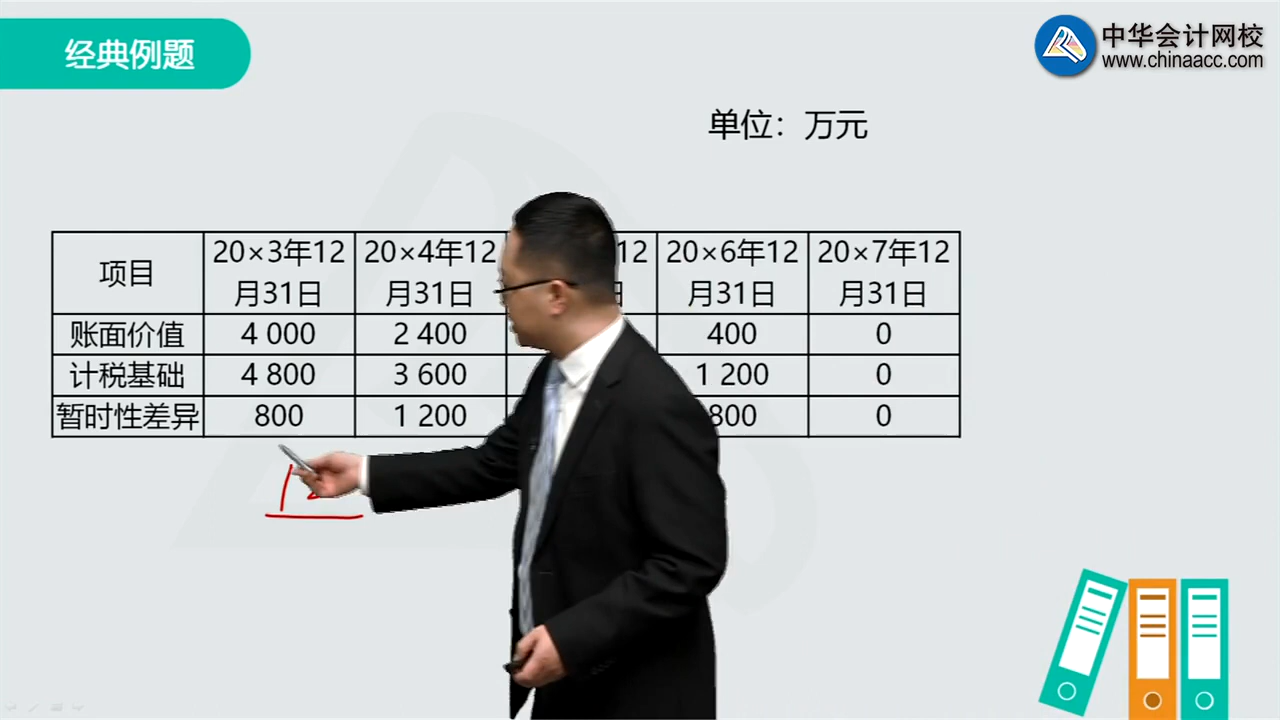 经典例题
中华会计网校
www.chinaacc.com
单位：万元
项目 20×3年12月31日 20×4年12月31日 12 20×6年12月31日 20×7年12月31日
账面价值 4 000 2 400 400 0
计税基础 4 800 3 600 1 200 0
暂时性差异 800 1 200 800 0